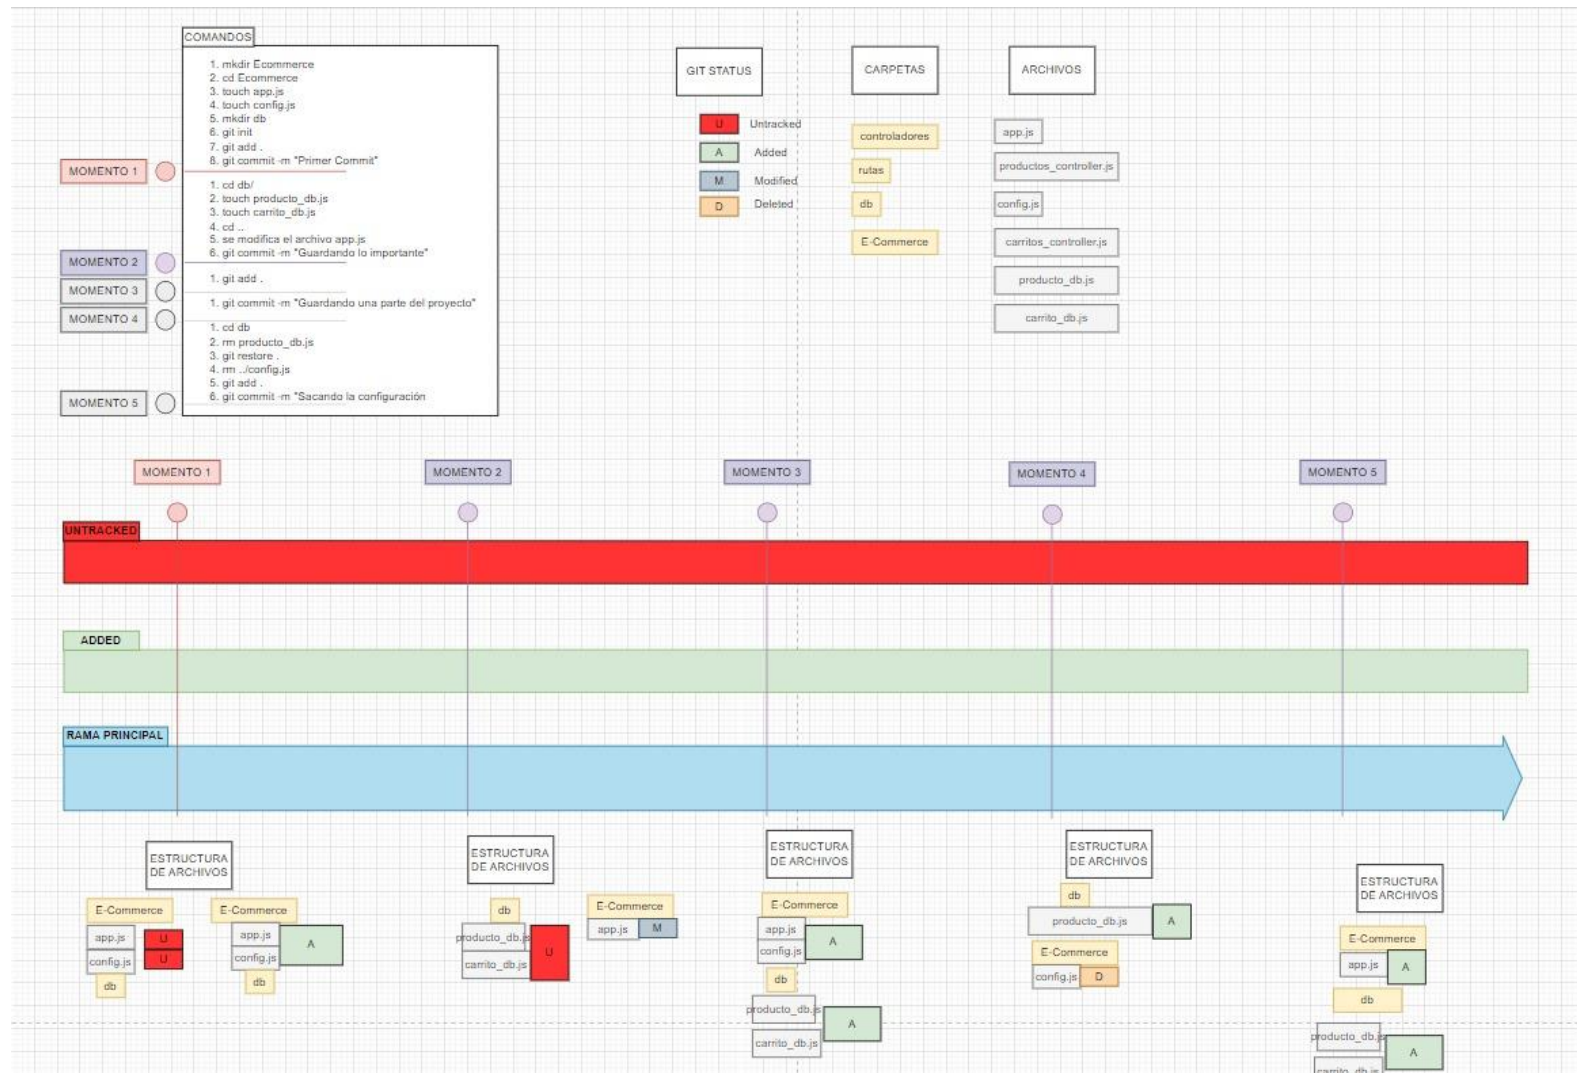 COMANDOS
1. mkdir Ecommerce
2. cd Ecommerce
3. touch app.js
4. touch config.js
5. mkdir db
6. git init
7. git add .
8. git commit -m "Primer Commit"
MOMENTO 1
1. cd db/
2. touch producto_db.js
3. touch carrito_db.js
4. cd ..
5. se modifica el archivo app.js
6. git commit -m "Guardando lo importante"
MOMENTO 2
1. git add .
MOMENTO 3
1. git commit -m "Guardando una parte del proyecto"
MOMENTO 4
1. cd db
2. rm producto_db.js
3. git restore .
4. rm ../config.js
5. git add .
6. git commit -m "Sacando la configuración
MOMENTO 5
GIT STATUS
U Untracked
A Added
M Modified
D Deleted
CARPETAS
controladores
rutas
db
E-Commerce
ARCHIVOS
app.js
productos_controller.js
config.js
carritos_controller.js
producto_db.js
carrito_db.js
MOMENTO 1
MOMENTO 2
MOMENTO 3
MOMENTO 4
MOMENTO 5
UNTRACKED
ADDED
RAMA PRINCIPAL
ESTRUCTURA
DE ARCHIVOS
E-Commerce
app.js U
config.js U
db
E-Commerce
app.js
A
config.js
db
ESTRUCTURA
DE ARCHIVOS
db
producto_db.js
U
carrito_db.js
E-Commerce
app.js M
ESTRUCTURA
DE ARCHIVOS
E-Commerce
app.js
A
config.js
db
producto_db.js
A
carrito_db.js
ESTRUCTURA
DE ARCHIVOS
db
producto_db.js A
E-Commerce
config.js D
ESTRUCTURA
DE ARCHIVOS
E-Commerce
app.js A
db
producto_db.js
A
carrito_db.js